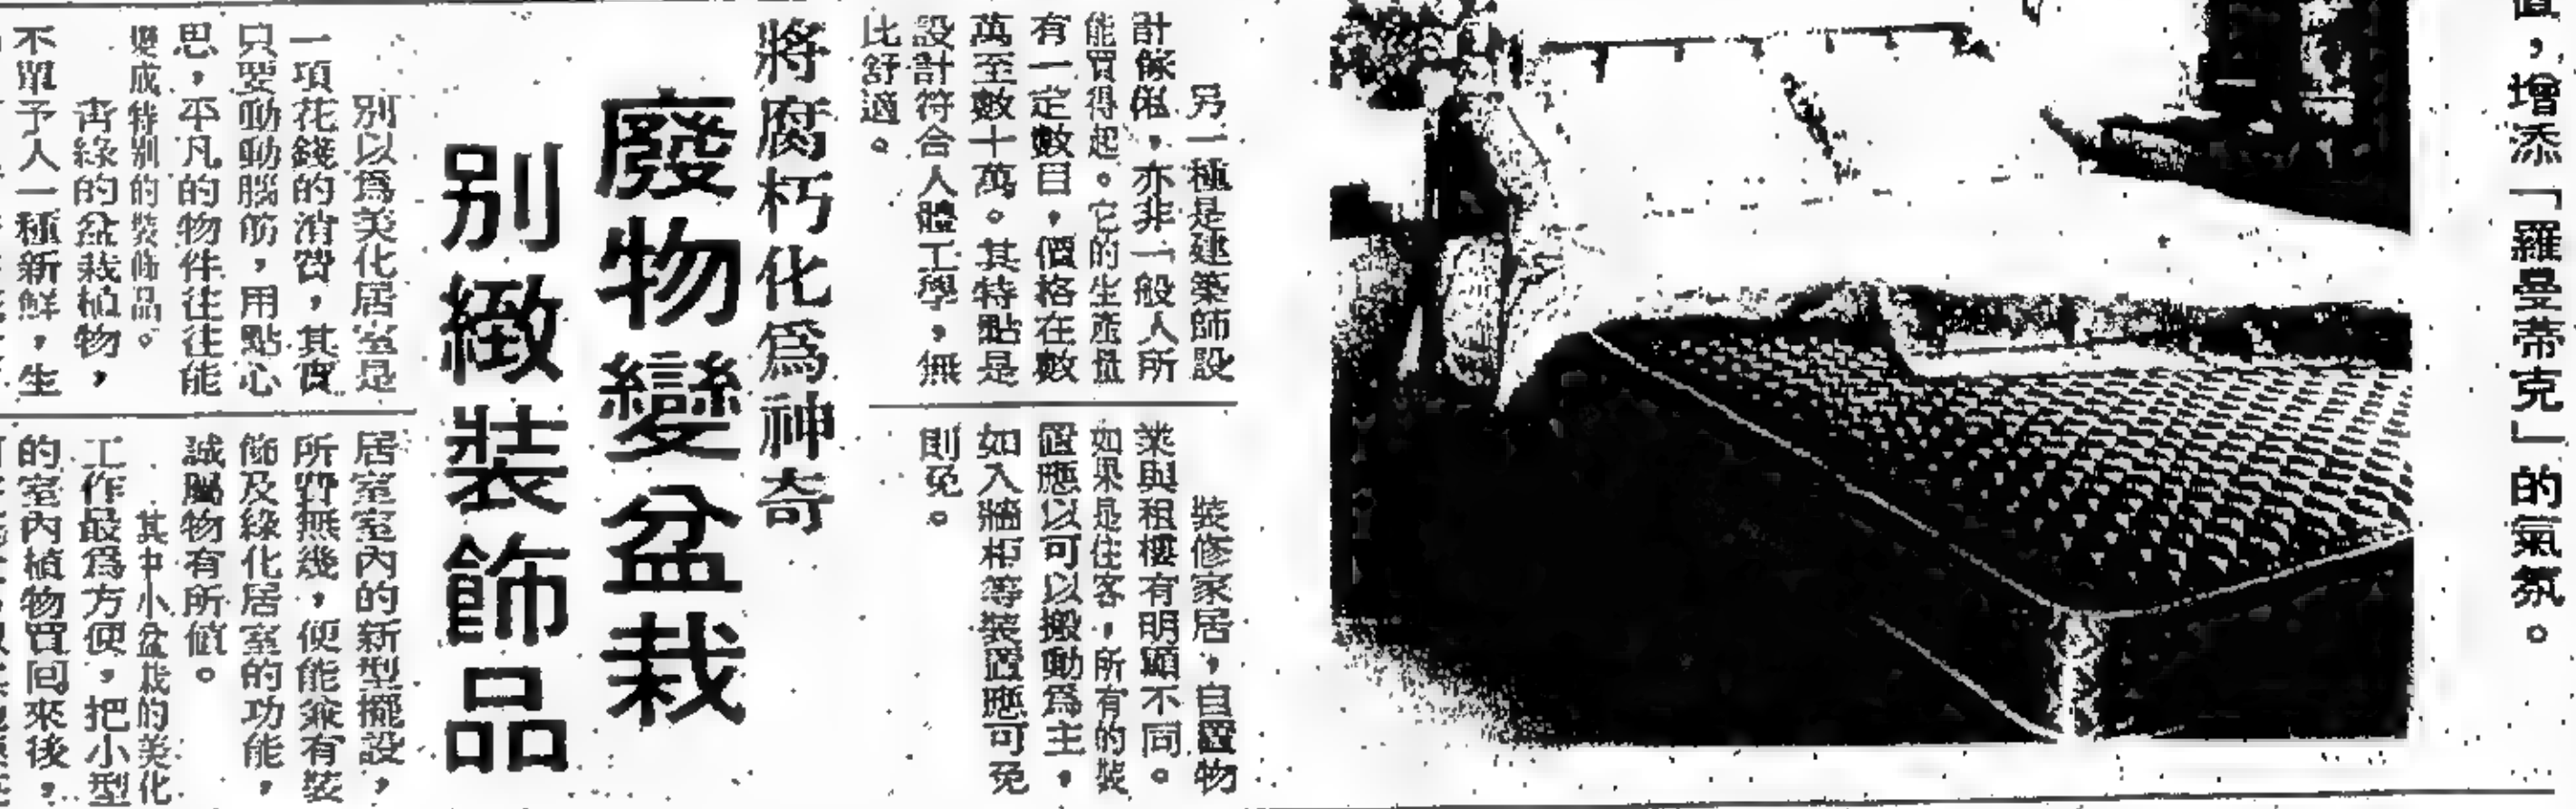 置，增添「羅曼蒂克」的氣氛。
另一種是建築師設
計傢俬，亦非一般人所
能買得起。它的生產量
有一定數目，價格在數
萬至數十萬。其特點是
設計符合人體工學，無
比舒適。
裝修家居，自置物
業與租樓有明顯不同。
如果是住客，所有的裝
置應以可以搬動爲主，
如入牆柜等裝置應可免
則免。
將腐朽化爲神奇
廢物變盆栽
別緻裝飾品
別以爲美化居室是
一項花錢的消費，其實
只要動動腦筋，用點心
思，平凡的物件往往能
變成特別的裝飾品。
青綠的盆栽植物，
不單予人一種新鮮，生
居室室內的新型擺設，
所費無幾，便能兼有裝
飾及綠化居室的功能，
誠屬物有所值。
其中小盆栽的美化
工作最爲方便，把小型
的室內植物買回來後，